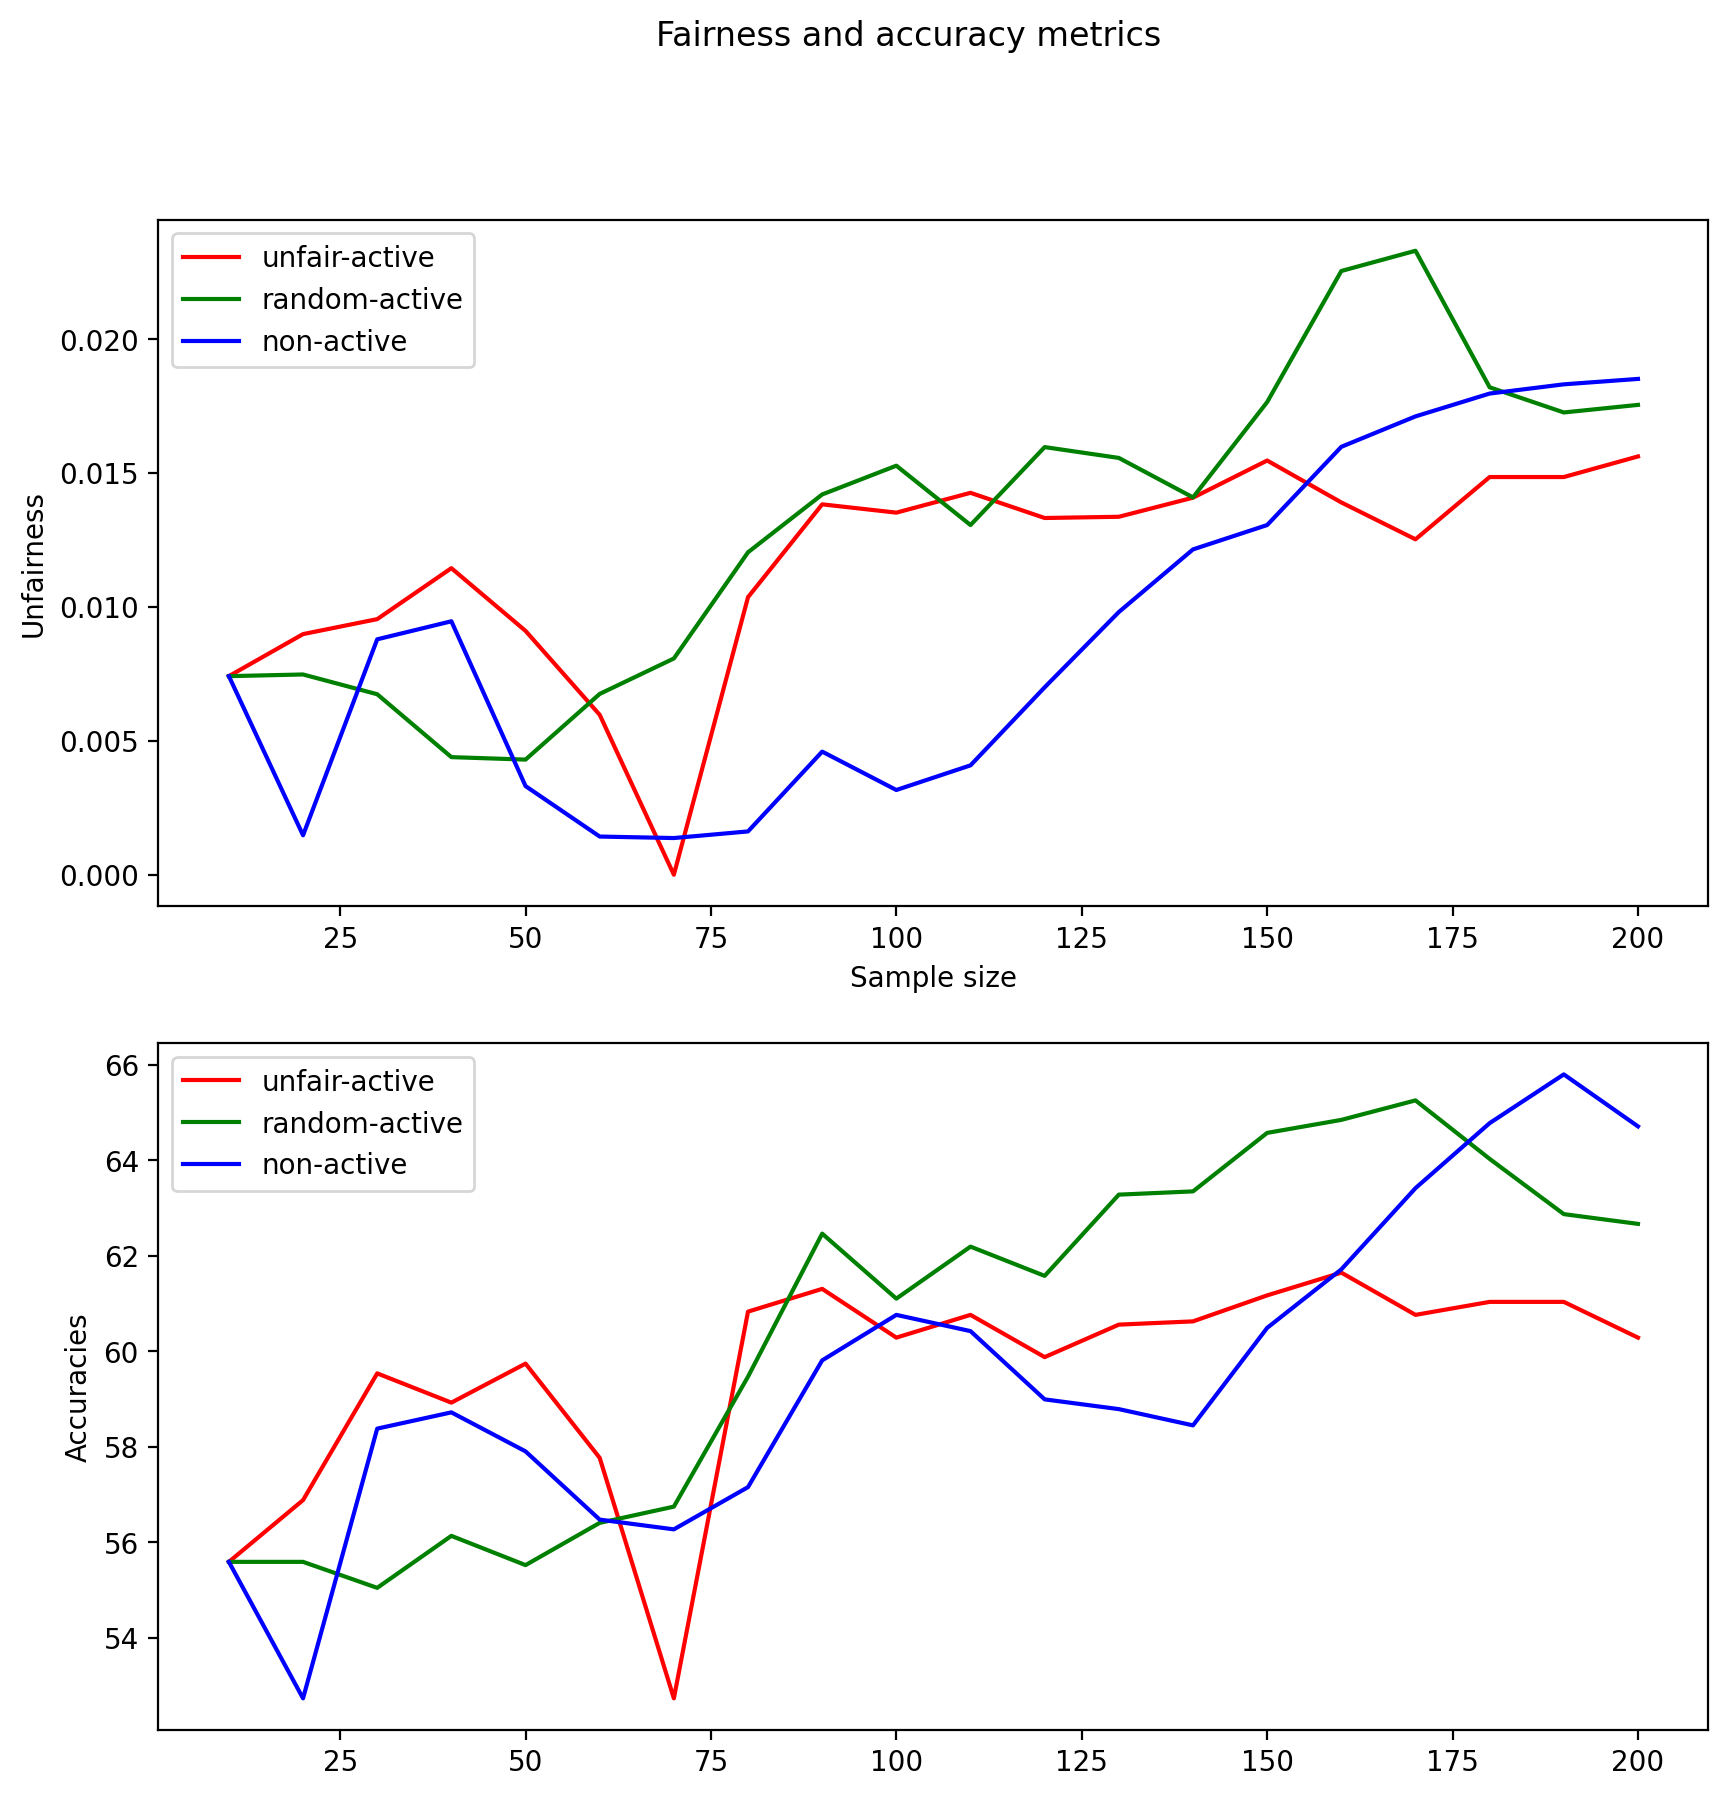 Fairness and accuracy metrics
unfair-active
random-active
non-active
0.020
0.015
0.010
0.005
0.000
Unfairness
25 50 75 100 125 150 175 200
Sample size
unfair-active
random-active
non-active
66
64
62
60
58
56
54
Accuracies
25 50 75 100 125 150 175 200